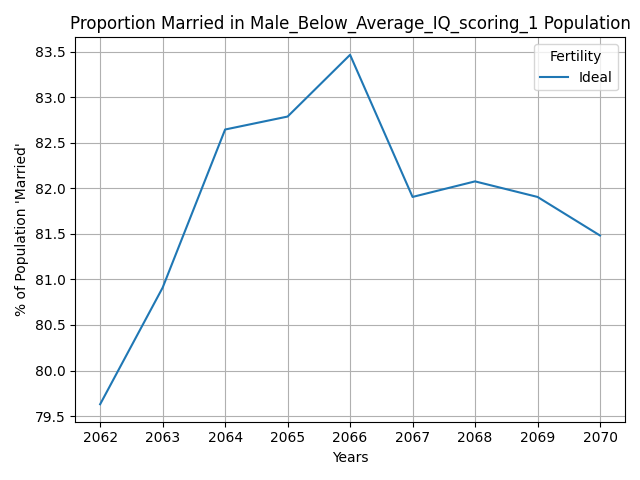 Proportion Married in Male_Below_Average_IQ_scoring_1 Population
Fertility
Ideal
% of Population 'Married'
83.5
83.0
82.5
82.0
81.5
81.0
80.5
80.0
79.5
2062 2063 2064 2065 2066 2067 2068 2069 2070
Years